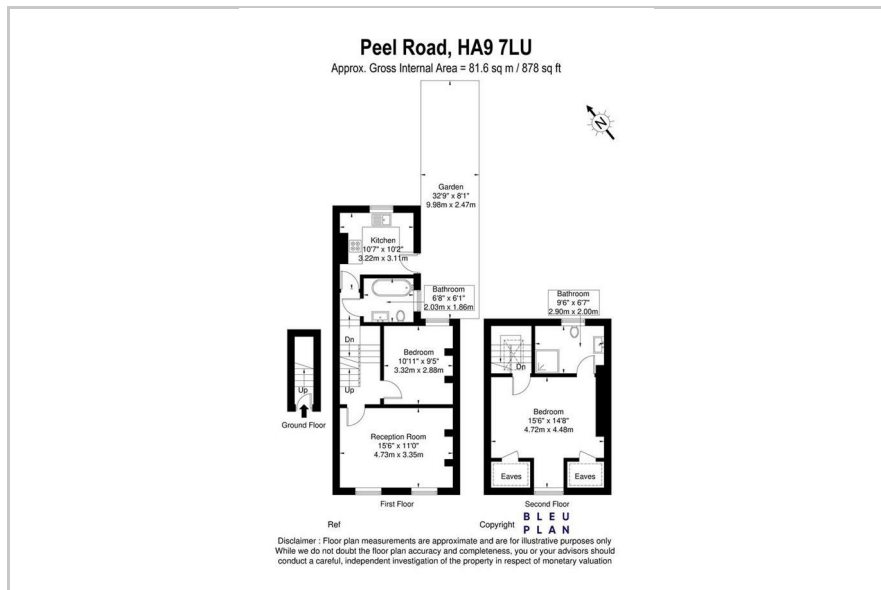 Peel Road, HA9 7LU
Approx. Gross Internal Area = 81.6 sq m / 878 sq ft
N
Garden
32'9" x 8'1"
9.98m x 2.47m
Kitchen
10'7" x 10'2"
3.22m x 3.11m
Bathroom
6'8" x 6'1"
2.03m x 1.86m
Bathroom
9'6" x 6'7"
2.90m x 2.00m
Dn
Bedroom
10'11" x 9'5"
3.32m x 2.88m
Up
Dn
Up
Ground Floor
Bedroom
15'6" x 14'8"
4.72m x 4.48m
Reception Room
15'6" x 11'0"
4.73m x 3.35m
Eaves
Eaves
First Floor
Second Floor
Ref
Copyright
BLEU
PLAN
Disclaimer : Floor plan measurements are approximate and are for illustrative purposes only
While we do not doubt the floor plan accuracy and completeness, you or your advisors should
conduct a careful, independent investigation of the property in respect of monetary valuation